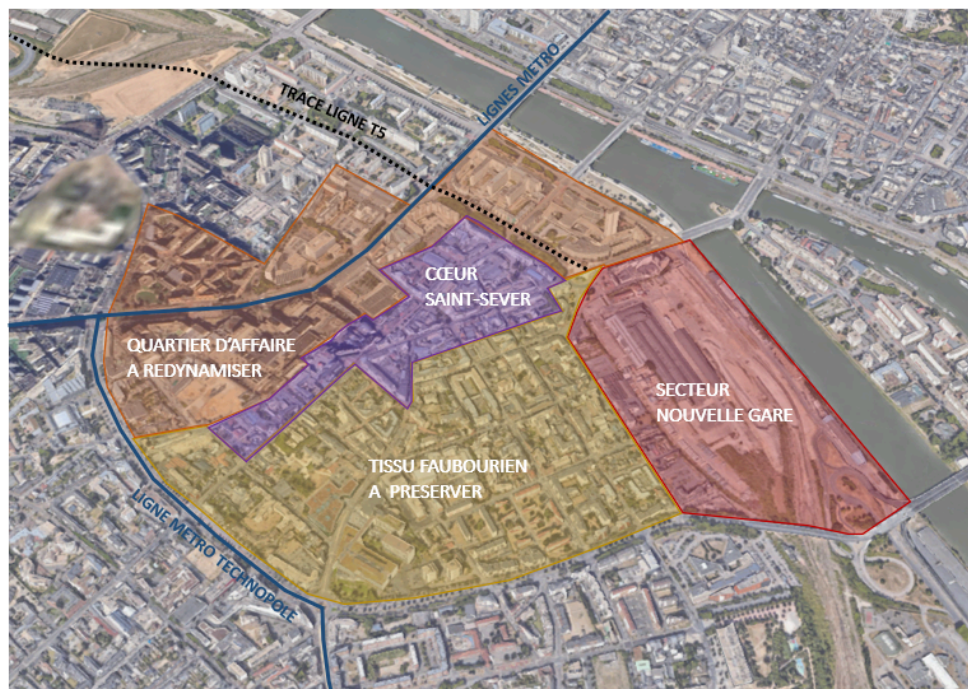 TRACE LIGNE T5
LIGNES METRO
CŒUR
SAINT-SEVER
QUARTIER D'AFFAIRE
A REDYNAMISER
SECTEUR
NOUVELLE GARE
TISSU FAUBOURIEN
A PRESERVER
LIGNE METRO TECHNOPOLE